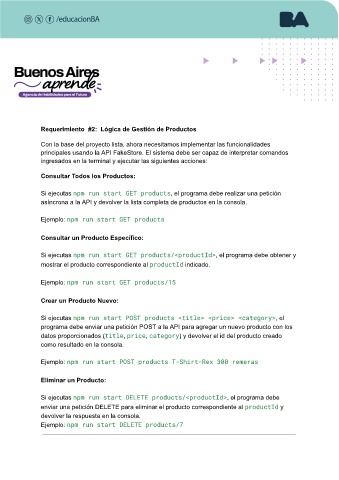 /educacionBA
BA
Buenos Aires
aprende
Agencia de Habilidades para el Futuro
Requerimiento #2: Lógica de Gestión de Productos
Con la base del proyecto lista, ahora necesitamos implementar las funcionalidades
principales usando la API FakeStore. El sistema debe ser capaz de interpretar comandos
ingresados en la terminal y ejecutar las siguientes acciones:
Consultar Todos los Productos:
Si ejecutas npm run start GET products, el programa debe realizar una petición
asíncrona a la API y devolver la lista completa de productos en la consola.
Ejemplo: npm run start GET products
Consultar un Producto Específico:
Si ejecutas npm run start GET products/<productId>, el programa debe obtener y
mostrar el producto correspondiente al productId indicado.
Ejemplo: npm run start GET products/15
Crear un Producto Nuevo:
Si ejecutas npm run start POST products <title> <price> <category>, el
programa debe enviar una petición POST a la API para agregar un nuevo producto con los
datos proporcionados (title, price, category) y devolver el id del producto creado
como resultado en la consola.
Ejemplo: npm run start POST products T-Shirt-Rex 300 remeras
Eliminar un Producto:
Si ejecutas npm run start DELETE products/<productId>, el programa debe
enviar una petición DELETE para eliminar el producto correspondiente al productId y
devolver la respuesta en la consola.
Ejemplo: npm run start DELETE products/7